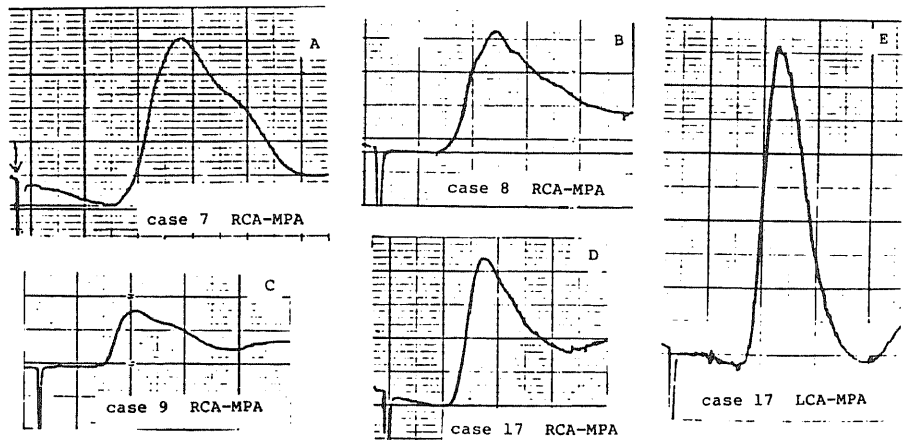 A
case 7 RCA-MPA
B
case 8 RCA-MPA
E
case 17 LCA-MPA
C
case 9 RCA-MPA
D
case 17 RCA-MPA